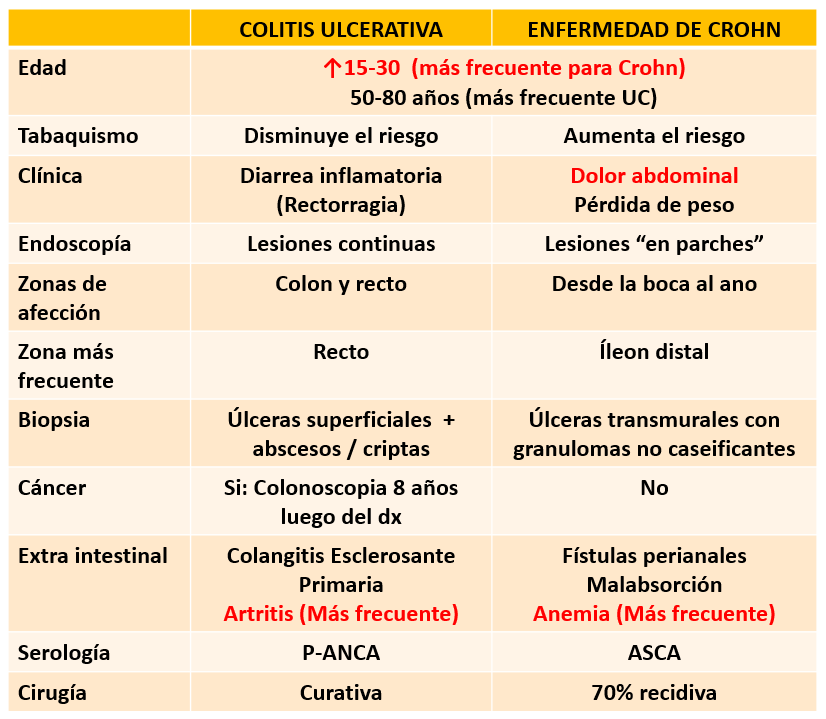 COLITIS ULCERATIVA ENFERMEDAD DE CROHN
Edad
↑15-30 (más frecuente para Crohn)
50-80 años (más frecuente UC)
Tabaquismo Disminuye el riesgo Aumenta el riesgo
Clínica
Diarrea inflamatoria
(Rectorragia)
Dolor abdominal
Pérdida de peso
Endoscopía Lesiones continuas Lesiones “en parches”
Zonas de
afección
Colon y recto
Desde la boca al ano
Zona más
frecuente
Recto
Íleon distal
Biopsia
Úlceras superficiales +
abscesos / criptas
Úlceras transmurales con
granulomas no caseificantes
Cáncer
Si: Colonoscopia 8 años
luego del dx
No
Extra intestinal
Colangitis Esclerosante
Primaria
Artritis (Más frecuente)
Fístulas perianales
Malabsorción
Anemia (Más frecuente)
Serología P-ANCA ASCA
Cirugía Curativa 70% recidiva